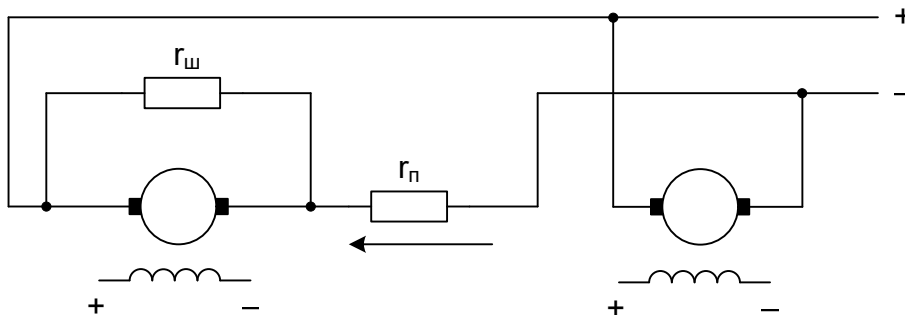 +
rш
–
rп
+ –
+ –